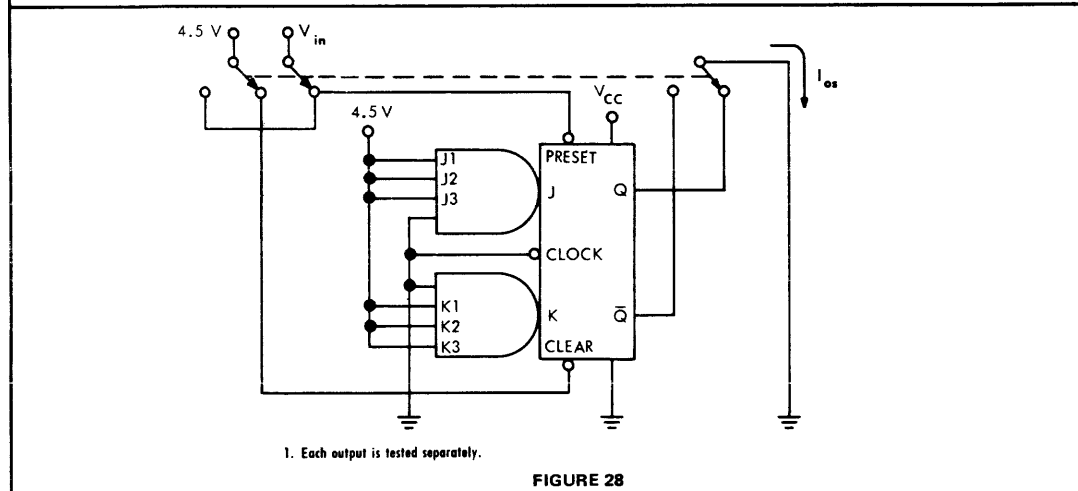 4.5 V
V in
I os
4.5 V
VCC
J1
J2
J3
J
PRESET
Q
CLOCK
K1
K2
K3
K
Q̅
CLEAR
1. Each output is tested separately.
FIGURE 28